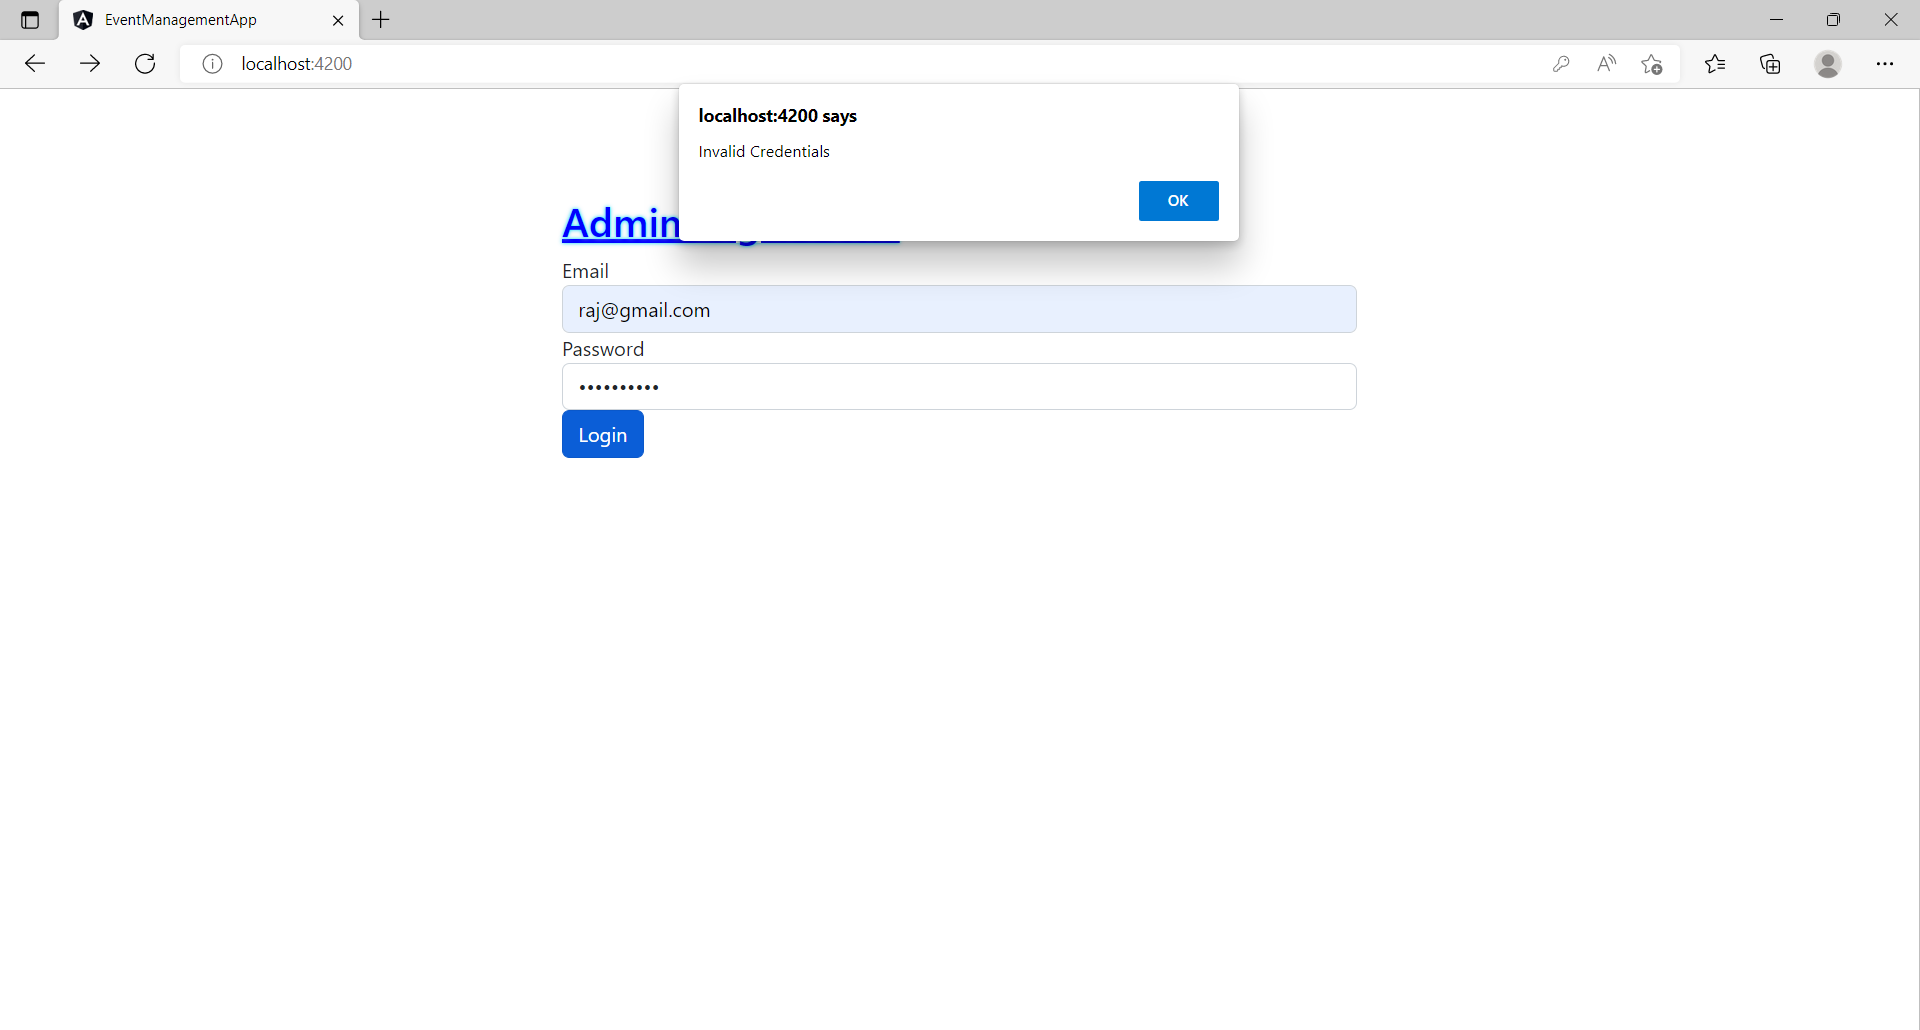 EventManagementApp
localhost:4200
localhost:4200 says
Invalid Credentials
OK
Admin
Email
raj@gmail.com
Password
••••••••••
Login